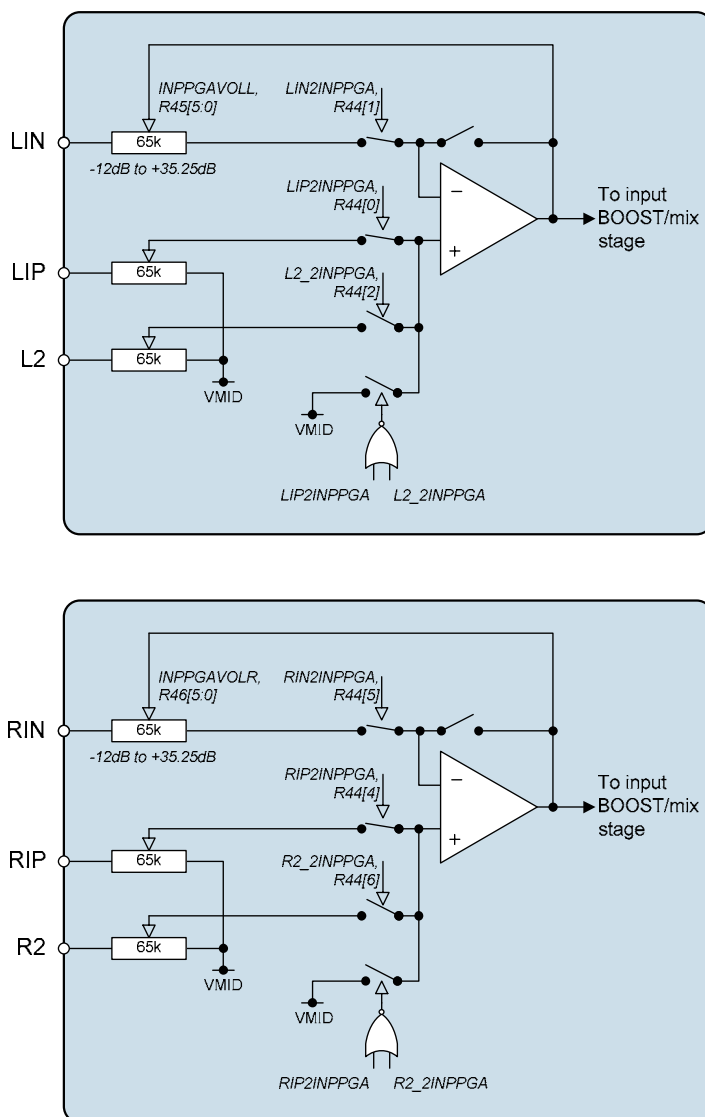 INPPGAVOLL,
R45[5:0]
LIN2INPPGA,
R44[1]
LIN
65k
-12dB to +35.25dB
LIP2INPPGA,
R44[0]
To input
BOOST/mix
stage
LIP
65k
L2_2INPPGA,
R44[2]
L2
65k
VMID
VMID
LIP2INPPGA
L2_2INPPGA
INPPGAVOLR,
R46[5:0]
RIN2INPPGA,
R44[5]
RIN
65k
-12dB to +35.25dB
RIP2INPPGA,
R44[4]
To input
BOOST/mix
stage
RIP
65k
R2_2INPPGA,
R44[6]
R2
65k
VMID
VMID
RIP2INPPGA
R2_2INPPGA